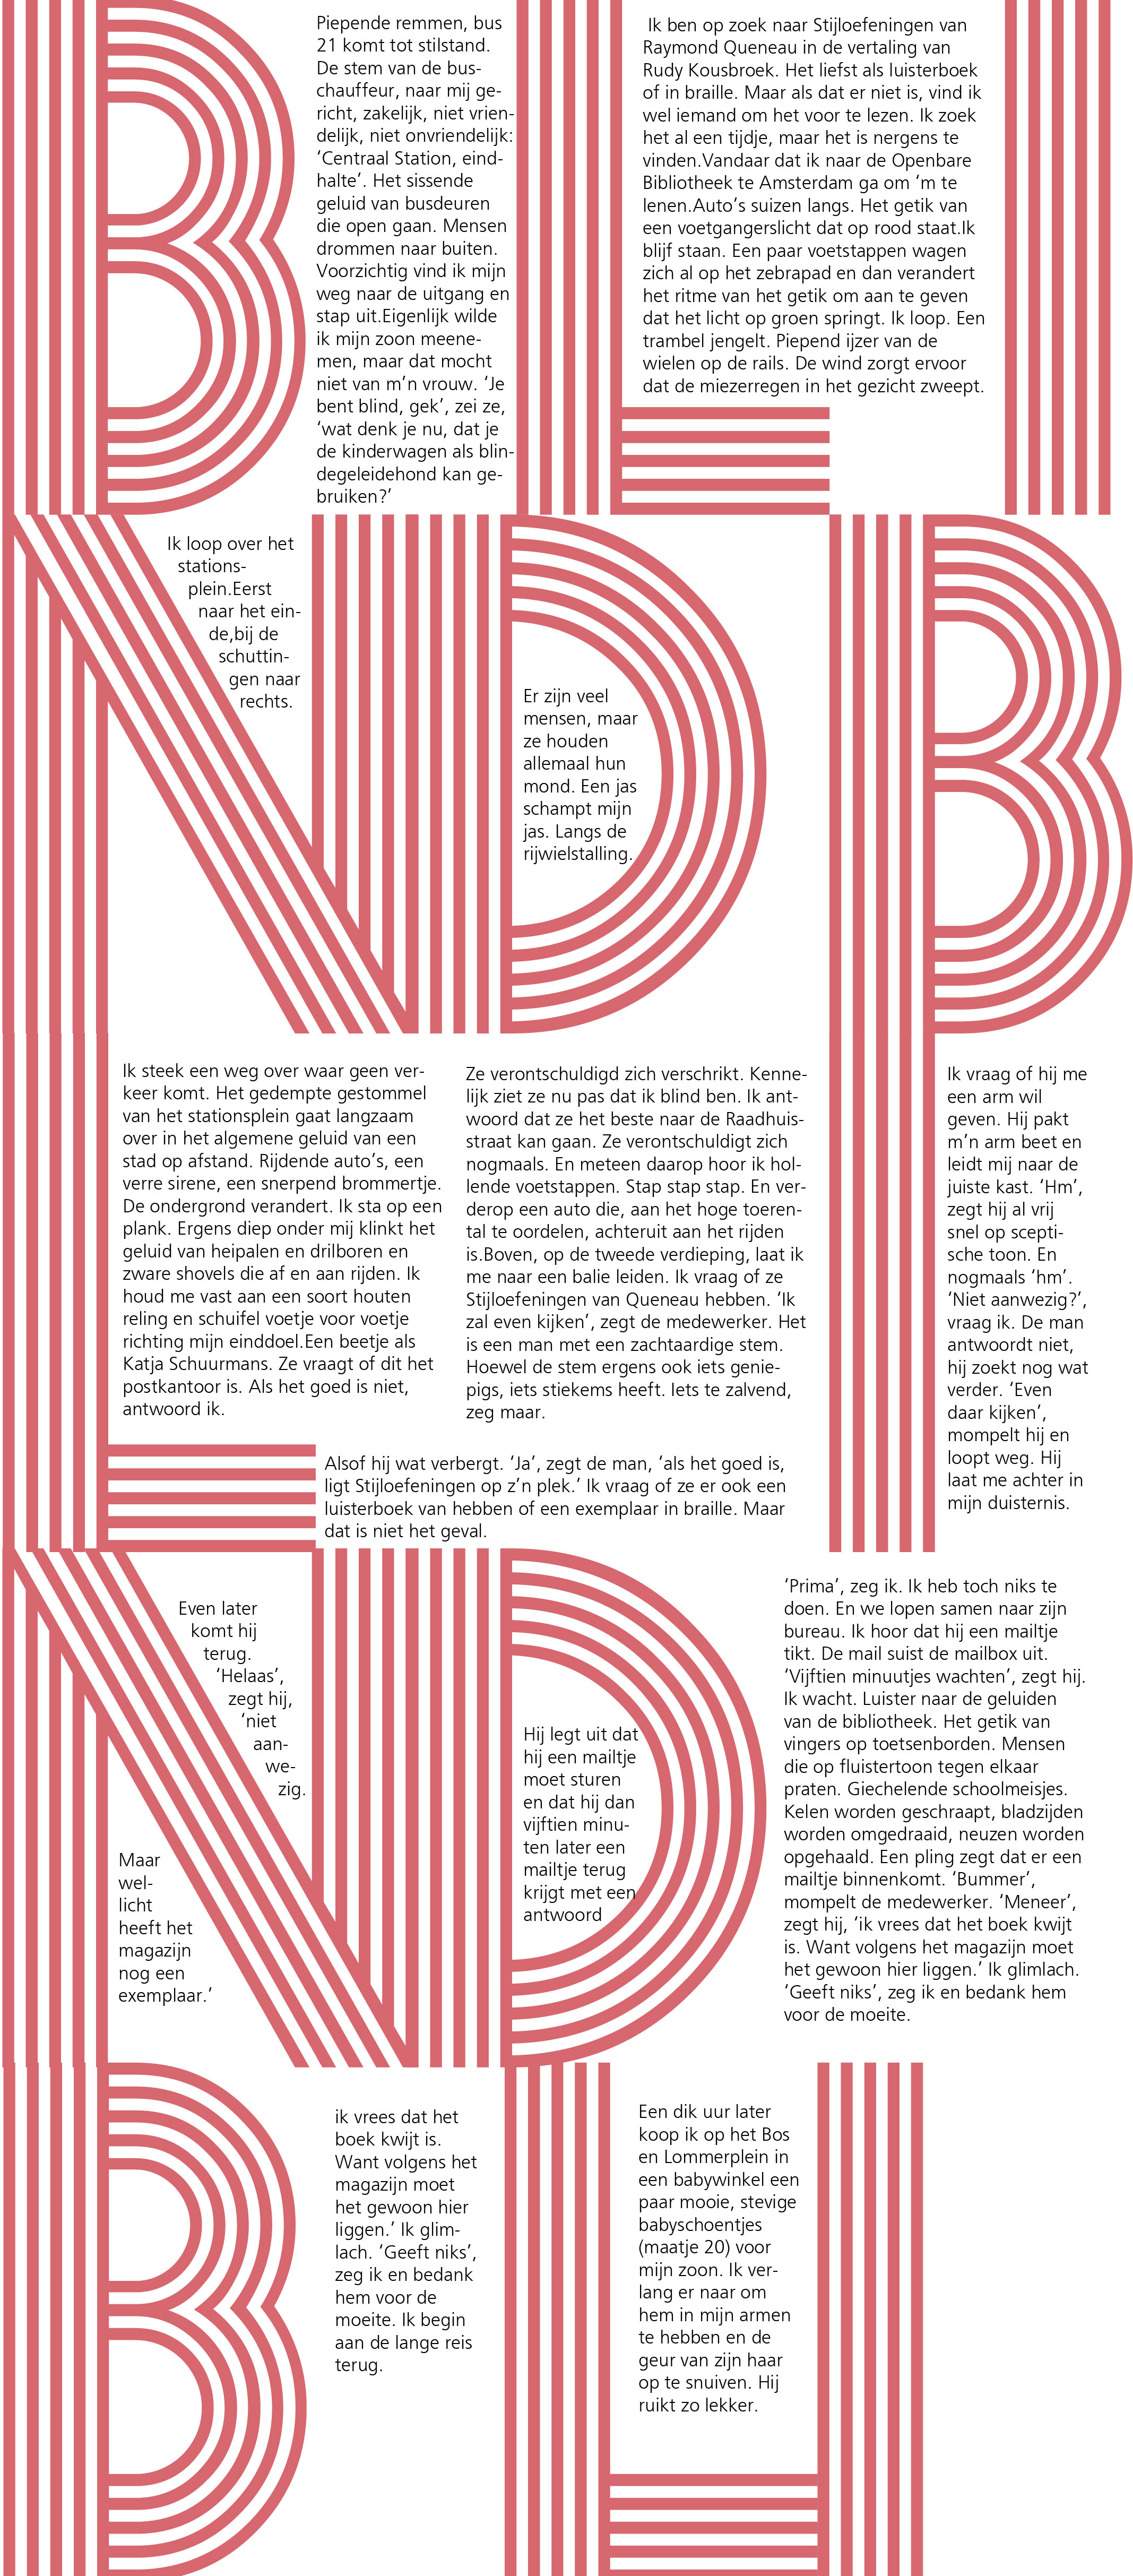 Piepende remmen, bus
21 komt tot stilstand.
De stem van de bus-
chauffeur, naar mij ge-
richt, zakelijk, niet vrien-
delijk, niet onvriendelijk:
‘Centraal Station, eind-
halte’. Het sissende
geluid van busdeuren
die open gaan. Mensen
drommen naar buiten.
Voorzichtig vind ik mijn
weg naar de uitgang en
stap uit.Eigenlijk wilde
ik mijn zoon meene-
men, maar dat mocht
niet van m’n vrouw. ‘Je
bent blind, gek’, zei ze,
‘wat denk je nu, dat je
de kinderwagen als blin-
degeleidehond kan ge-
bruiken?’
Ik ben op zoek naar Stijloefeningen van
Raymond Queneau in de vertaling van
Rudy Kousbroek. Het liefst als luisterboek
of in braille. Maar als dat er niet is, vind ik
wel iemand om het voor te lezen. Ik zoek
het al een tijdje, maar het is nergens te
vinden.Vandaar dat ik naar de Openbare
Bibliotheek te Amsterdam ga om ‘m te
lenen.Auto’s suizen langs. Het getik van
een voetgangerslicht dat op rood staat.Ik
blijf staan. Een paar voetstappen wagen
zich al op het zebrapad en dan verandert
het ritme van het getik om aan te geven
dat het licht op groen springt. Ik loop. Een
trambel jengelt. Piepend ijzer van de
wielen op de rails. De wind zorgt ervoor
dat de miezerregen in het gezicht zweept.
BLI
Ik loop over het
stations-
plein.Eerst
naar het ein-
de,bij de
schuttin-
gen naar
rechts.
Er zijn veel
mensen, maar
ze houden
allemaal hun
mond. Een jas
schampt mijn
jas. Langs de
rijwielstalling.
NDB
Ik steek een weg over waar geen ver-
keer komt. Het gedempte gestommel
van het stationsplein gaat langzaam
over in het algemene geluid van een
stad op afstand. Rijdende auto’s, een
verre sirene, een snerpend brommertje.
De ondergrond verandert. Ik sta op een
plank. Ergens diep onder mij klinkt het
geluid van heipalen en drilboren en
zware shovels die af en aan rijden. Ik
houd me vast aan een soort houten
reling en schuifel voetje voor voetje
richting mijn einddoel.Een beetje als
Katja Schuurmans. Ze vraagt of dit het
postkantoor is. Als het goed is niet,
antwoord ik.
Ze verontschuldigd zich verschrikt. Kenne-
lijk ziet ze nu pas dat ik blind ben. Ik ant-
woord dat ze het beste naar de Raadhuis-
straat kan gaan. Ze verontschuldigt zich
nogmaals. En meteen daarop hoor ik hol-
lende voetstappen. Stap stap stap. En ver-
derop een auto die, aan het hoge toeren-
tal te oordelen, achteruit aan het rijden
is.Boven, op de tweede verdieping, laat ik
me naar een balie leiden. Ik vraag of ze
Stijloefeningen van Queneau hebben. ‘Ik
zal even kijken’, zegt de medewerker. Het
is een man met een zachtaardige stem.
Hoewel de stem ergens ook iets genie-
pigs, iets stiekems heeft. Iets te zalvend,
zeg maar.
Alsof hij wat verbergt. ‘Ja’, zegt de man, ‘als het goed is,
ligt Stijloefeningen op z’n plek.’ Ik vraag of ze er ook een
luisterboek van hebben of een exemplaar in braille. Maar
dat is niet het geval.
Ik vraag of hij me
een arm wil
geven. Hij pakt
m’n arm beet en
leidt mij naar de
juiste kast. ‘Hm’,
zegt hij al vrij
snel op scepti-
sche toon. En
nogmaals ‘hm’.
‘Niet aanwezig?’,
vraag ik. De man
antwoordt niet,
hij zoekt nog wat
verder. ‘Even
daar kijken’,
mompelt hij en
loopt weg. Hij
laat me achter in
mijn duisternis.
LI
Even later
komt hij
terug.
‘Helaas’,
zegt hij,
‘niet
aan-
we-
zig.
Maar
wel-
licht
heeft het
magazijn
nog een
exemplaar.’
Hij legt uit dat
hij een mailtje
moet sturen
en dat hij dan
vijftien minu-
ten later een
mailtje terug
krijgt met een
antwoord
‘Prima’, zeg ik. Ik heb toch niks te
doen. En we lopen samen naar zijn
bureau. Ik hoor dat hij een mailtje
tikt. De mail suist de mailbox uit.
‘Vijftien minuutjes wachten’, zegt hij.
Ik wacht. Luister naar de geluiden
van de bibliotheek. Het getik van
vingers op toetsenborden. Mensen
die op fluistertoon tegen elkaar
praten. Giechelende schoolmeisjes.
Kelen worden geschraapt, bladzijden
worden omgedraaid, neuzen worden
opgehaald. Een pling zegt dat er een
mailtje binnenkomt. ‘Bummer’,
mompelt de medewerker. ‘Meneer’,
zegt hij, ‘ik vrees dat het boek kwijt
is. Want volgens het magazijn moet
het gewoon hier liggen.’ Ik glimlach.
‘Geeft niks’, zeg ik en bedank hem
voor de moeite.
ND
ik vrees dat het
boek kwijt is.
Want volgens het
magazijn moet
het gewoon hier
liggen.’ Ik glim-
lach. ‘Geeft niks’,
zeg ik en bedank
hem voor de
moeite. Ik begin
aan de lange reis
terug.
Een dik uur later
koop ik op het Bos
en Lommerplein in
een babywinkel een
paar mooie, stevige
babyschoentjes
(maatje 20) voor
mijn zoon. Ik ver-
lang er naar om
hem in mijn armen
te hebben en de
geur van zijn haar
op te snuiven. Hij
ruikt zo lekker.
BLI